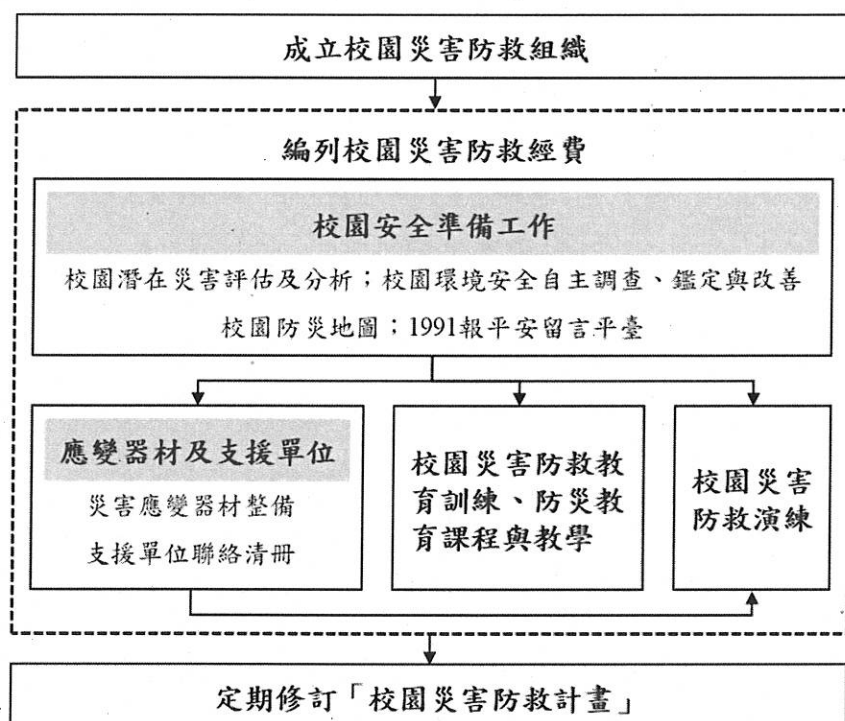 成立校園災害防救組織
編列校園災害防救經費
校園安全準備工作
校園潛在災害評估及分析；校園環境安全自主調查、鑑定與改善
校園防災地圖；1991報平安留言平臺
應變器材及支援單位
災害應變器材整備
支援單位聯絡清冊
校園災害防救教
育訓練、防災教
育課程與教學
校園災害
防救演練
定期修訂「校園災害防救計畫」